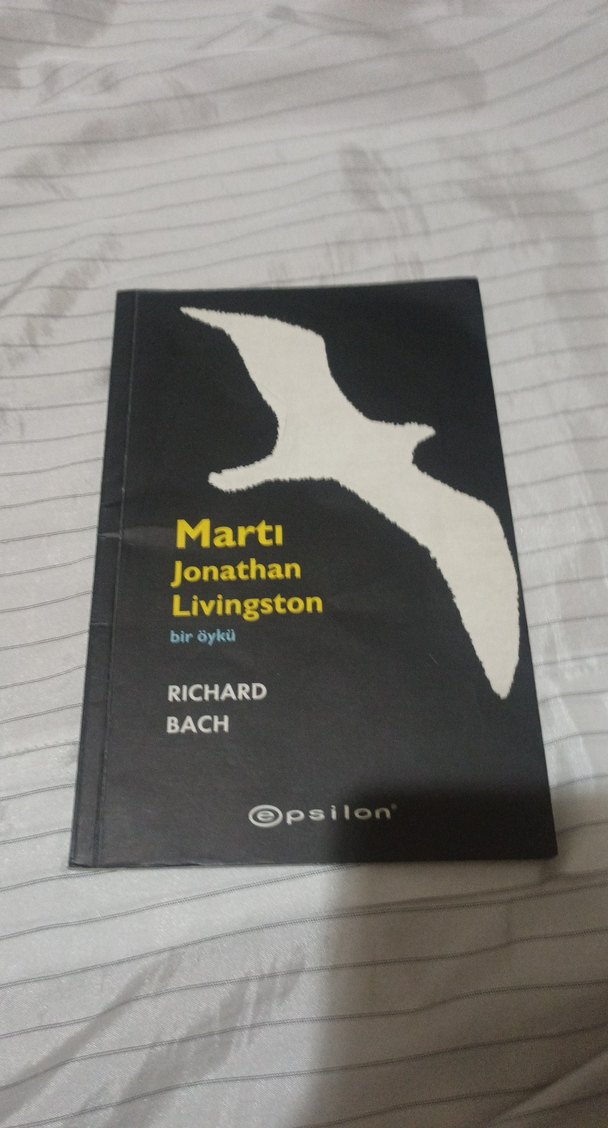 Martı
Jonathan
Livingston
bir öykü
RICHARD
BACH
epsilon®